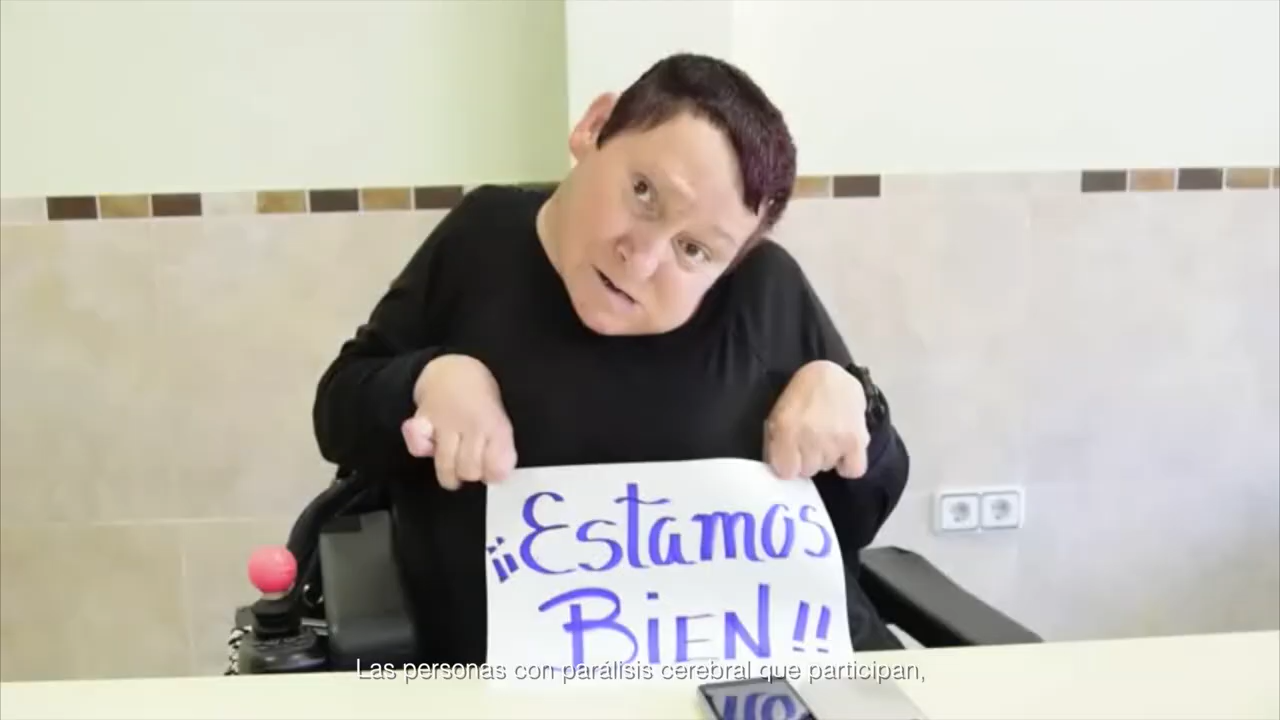 ¡¡Estamos
BiEN!!
Las personas con parálisis cerebral que participan,